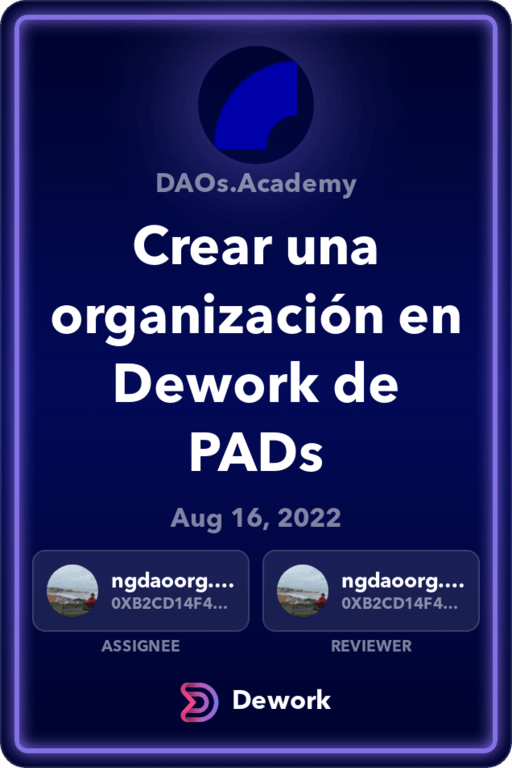 DAOs.Academy
Crear una
organización en
Dework de
PADs
Aug 16, 2022
ngdaoorg....
0XB2CD14F4...
ASSIGNEE
ngdaoorg....
0XB2CD14F4...
REVIEWER
Dework